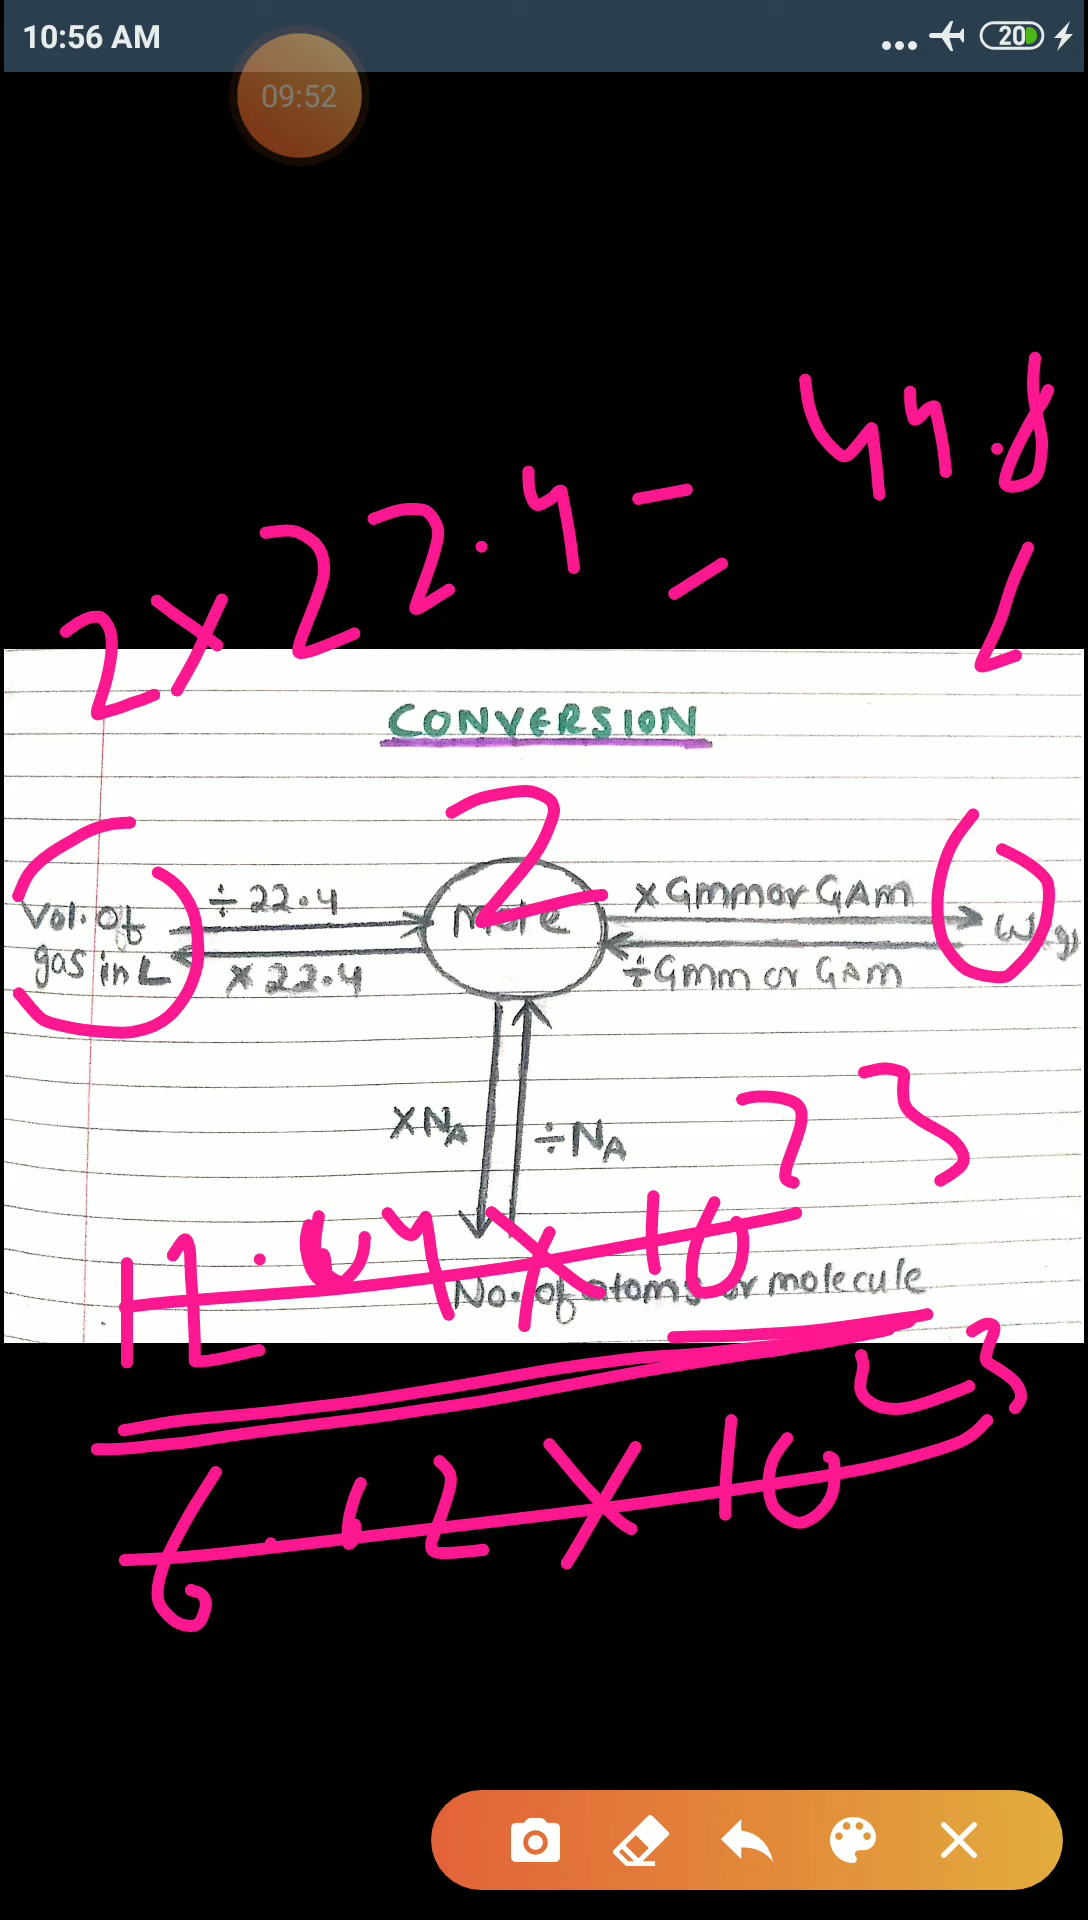 10:56 AM
20
09:52
2 × 22.4 = 44.8
L
CONVERSION
2
Vol. Of
gas in L
÷ 22.4
× 22.4
mole
× Gmm or GAm
÷ Gmm or GAm
× NA
÷ NA
12.04 × 10 23
No. of atoms or molecule
6.02 × 10 23